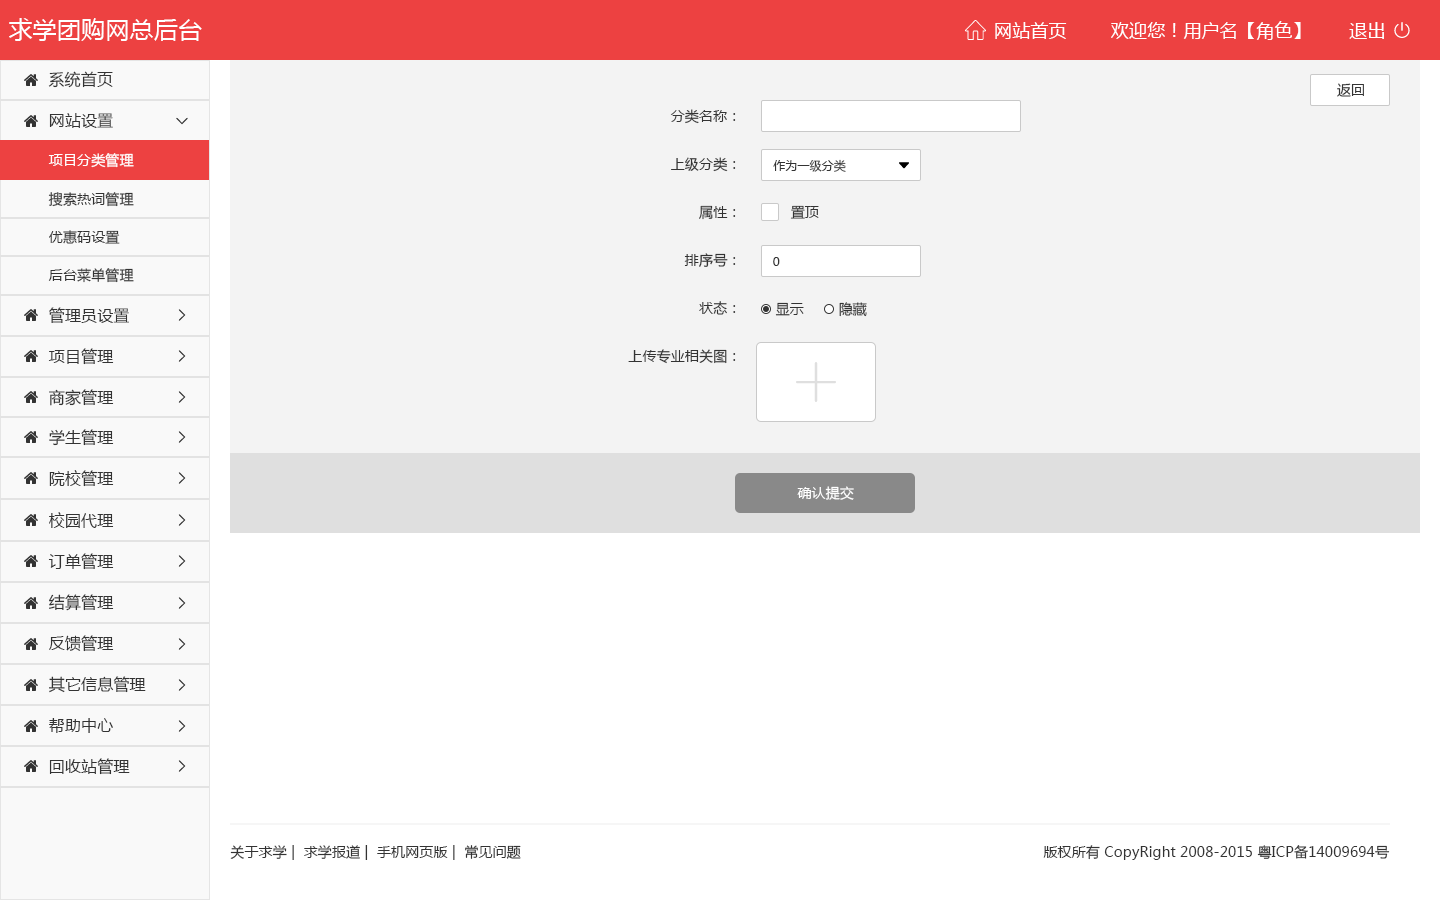 求学团购网总后台
网站首页
欢迎您！用户名【角色】
退出
系统首页
网站设置
项目分类管理
搜索热词管理
优惠码设置
后台菜单管理
管理员设置
项目管理
商家管理
学生管理
院校管理
校园代理
订单管理
结算管理
反馈管理
其它信息管理
帮助中心
回收站管理
返回
分类名称：
上级分类： 作为一级分类
属性： 置顶
排序号： 0
状态： 显示 隐藏
上传专业相关图：
确认提交
关于求学 | 求学报道 | 手机网页版 | 常见问题
版权所有 CopyRight 2008-2015 粤ICP备14009694号